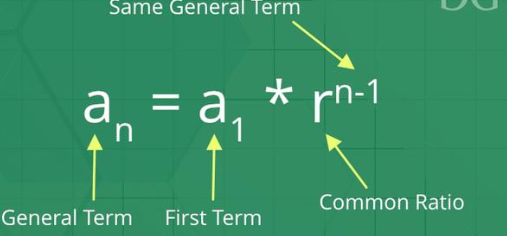 Same General Term
aₙ = a₁ * rⁿ⁻¹
Common Ratio
General Term First Term